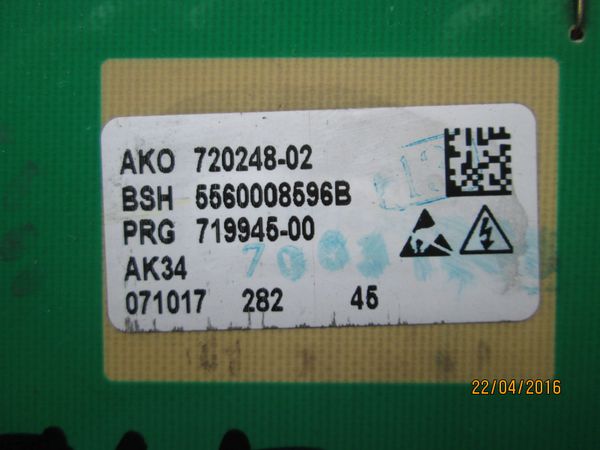 AKO 720248-02
BSH 5560008596B
PRG 719945-00
AK34
071017 282 45
22/04/2016